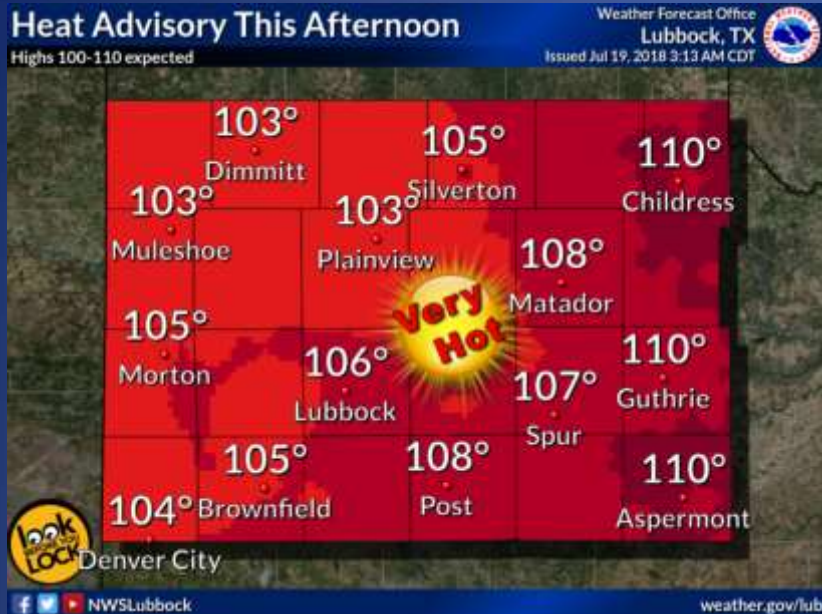 Heat Advisory This Afternoon
Highs 100-110 expected
Weather Forecast Office
Lubbock, TX
Issued Jul 19, 2018 3:13 AM CDT
103°
Dimmitt
105°
Silverton
110°
Childress
103°
Muleshoe
103°
Plainview
108°
Matador
Very
Hot
105°
Morton
106°
Lubbock
107°
Spur
110°
Guthrie
105°
Brownfield
108°
Post
110°
Aspermont
104°
Denver City
look
LOCK
NWSLubbock
weather.gov/lub